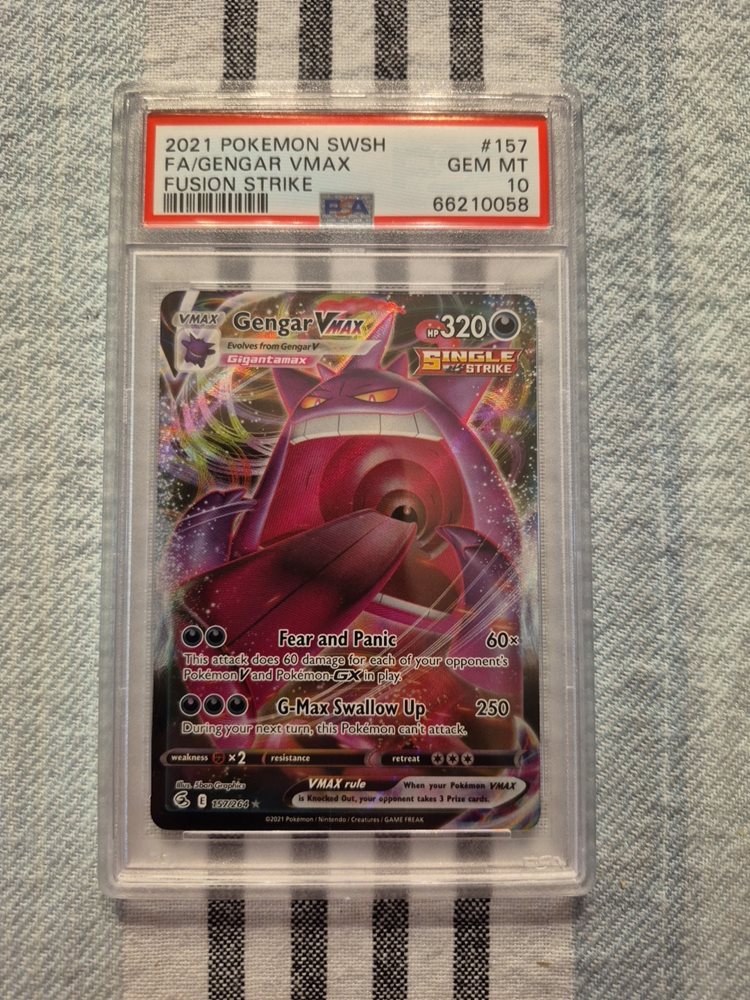 2021 POKEMON SWSH #157
FA/GENGAR VMAX GEM MT
FUSION STRIKE 10
PSA 66210058
VMAX Gengar VMAX HP 320
Evolves from Gengar V
Gigantamax
SINGLE
STRIKE
Fear and Panic 60×
This attack does 60 damage for each of your opponent's
Pokémon V and Pokémon-GX in play.
G-Max Swallow Up 250
During your next turn, this Pokémon can't attack.
weakness ×2 resistance retreat
Illus. 5ban Graphics
VMAX rule When your Pokémon VMAX
is Knocked Out, your opponent takes 3 Prize cards.
E 157/264 ★
©2021 Pokémon / Nintendo / Creatures / GAME FREAK